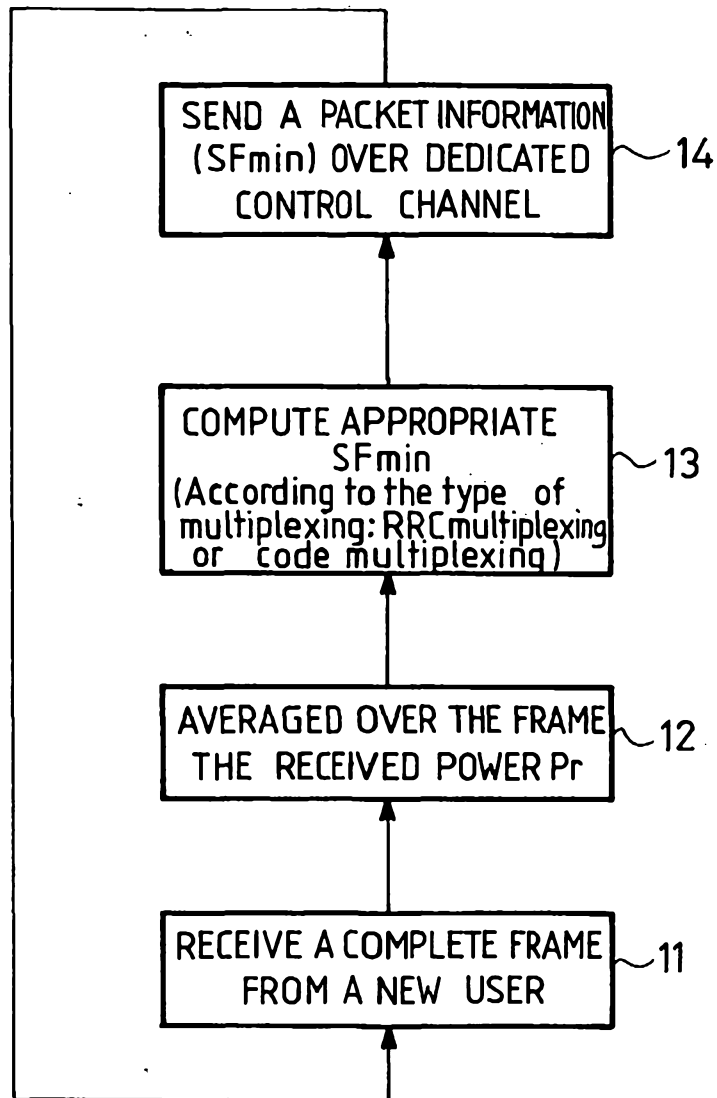 SEND A PACKET INFORMATION
(SFmin) OVER DEDICATED
CONTROL CHANNEL
14
COMPUTE APPROPRIATE
SFmin
(According to the type of
multiplexing: RRC multiplexing
or code multiplexing)
13
AVERAGED OVER THE FRAME
THE RECEIVED POWER Pr
12
RECEIVE A COMPLETE FRAME
FROM A NEW USER
11